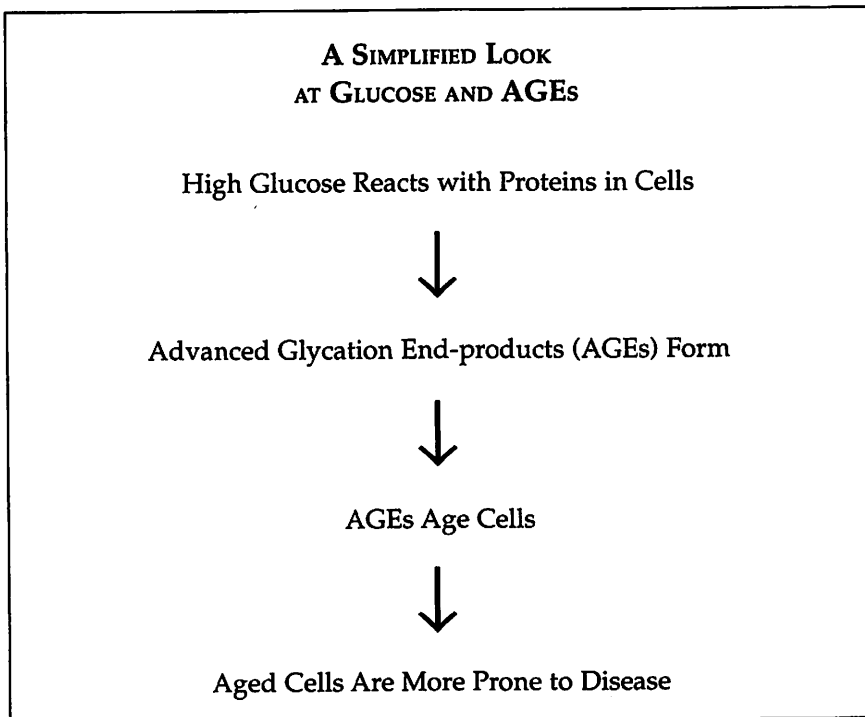 A Simplified Look
at Glucose and AGEs
High Glucose Reacts with Proteins in Cells
Advanced Glycation End-products (AGEs) Form
AGEs Age Cells
Aged Cells Are More Prone to Disease